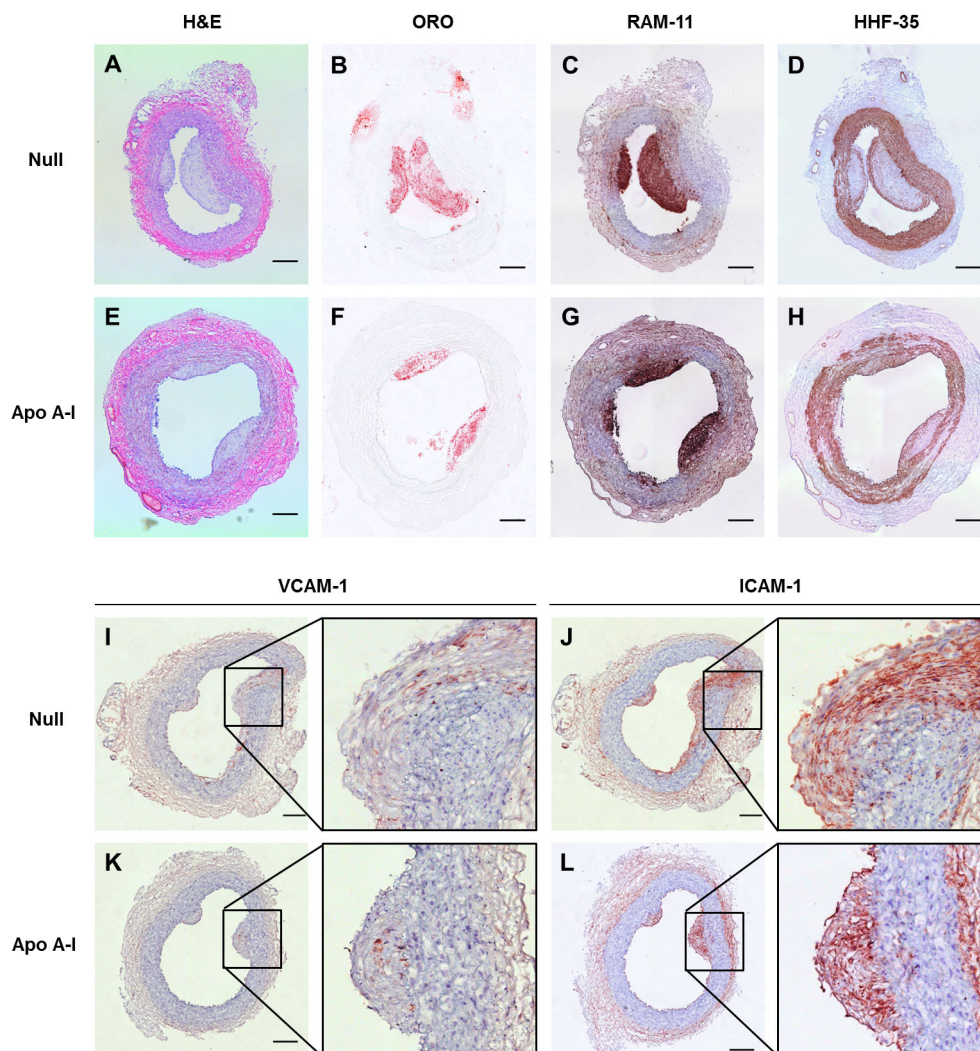 H&E ORO RAM-11 HHF-35
Null A B C D
Apo A-I E F G H
VCAM-1 ICAM-1
Null I J
Apo A-I K L